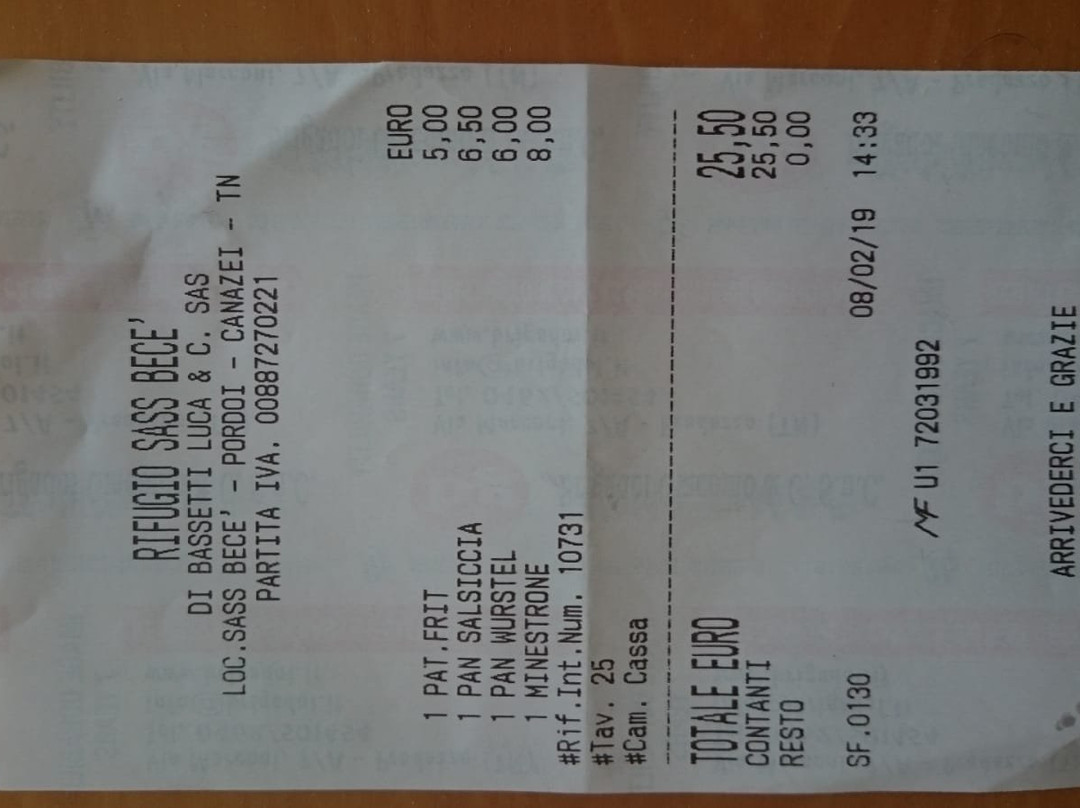 RIFUGIO SASS BECE'
DI BASSETTI LUCA & C. SAS
LOC.SASS BECE' - PORDOI - CANAZEI - TN
PARTITA IVA. 00887270221
EURO
1 PAT.FRIT 5,00
1 PAN SALSICCIA 6,50
1 PAN WURSTEL 6,00
1 MINESTRONE 8,00
#Rif.Int.Num. 10731
#Tav. 25
#Cam. Cassa
TOTALE EURO 25,50
CONTANTI 25,50
RESTO 0,00
SF.0130 08/02/19 14:33
MF U1 72031992
ARRIVEDERCI E GRAZIE